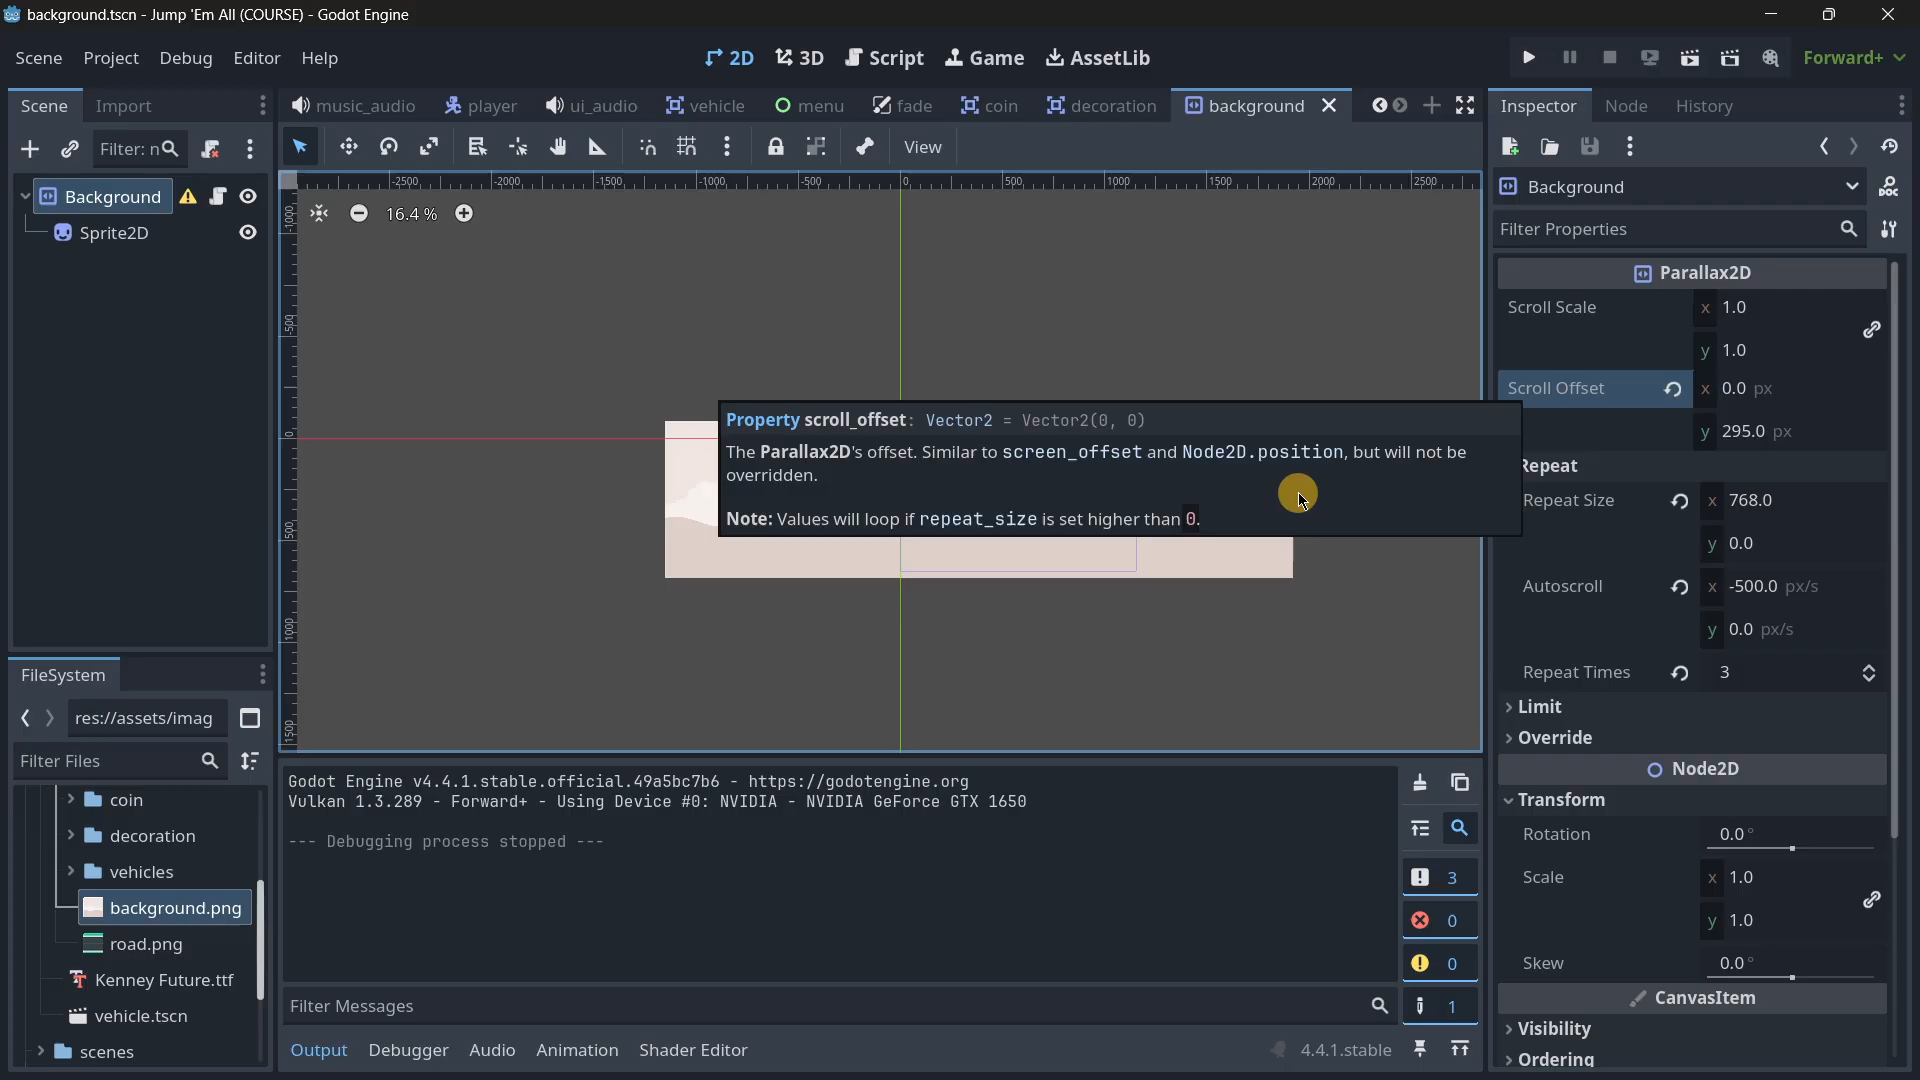 background.tscn - Jump 'Em All (COURSE) - Godot Engine
Scene Project Debug Editor Help
2D 3D Script Game AssetLib
Forward+
Scene Import
music_audio player ui_audio vehicle menu fade coin decoration background
Inspector Node History
Filter: n
View
Background
Sprite2D
-2500 -2000 -1500 -1000 -500 0 500 1000 1500 2000 2500
-1000
-500
0
500
1000
1500
16.4 %
Background
Filter Properties
Parallax2D
Scroll Scale x 1.0
y 1.0
Scroll Offset x 0.0 px
y 295.0 px
Property scroll_offset: Vector2 = Vector2(0, 0)
The Parallax2D's offset. Similar to screen_offset and Node2D.position, but will not be
overridden.
Note: Values will loop if repeat_size is set higher than 0.
Repeat
Repeat Size x 768.0
y 0.0
Autoscroll x -500.0 px/s
y 0.0 px/s
Repeat Times 3
Limit
Override
Node2D
Transform
Rotation 0.0 °
Scale x 1.0
y 1.0
Skew 0.0 °
CanvasItem
Visibility
Ordering
FileSystem
res://assets/imag
Filter Files
coin
decoration
vehicles
background.png
road.png
Kenney Future.ttf
vehicle.tscn
scenes
Godot Engine v4.4.1.stable.official.49a5bc7b6 - https://godotengine.org
Vulkan 1.3.289 - Forward+ - Using Device #0: NVIDIA - NVIDIA GeForce GTX 1650
--- Debugging process stopped ---
3
0
0
1
Filter Messages
Output Debugger Audio Animation Shader Editor
4.4.1.stable